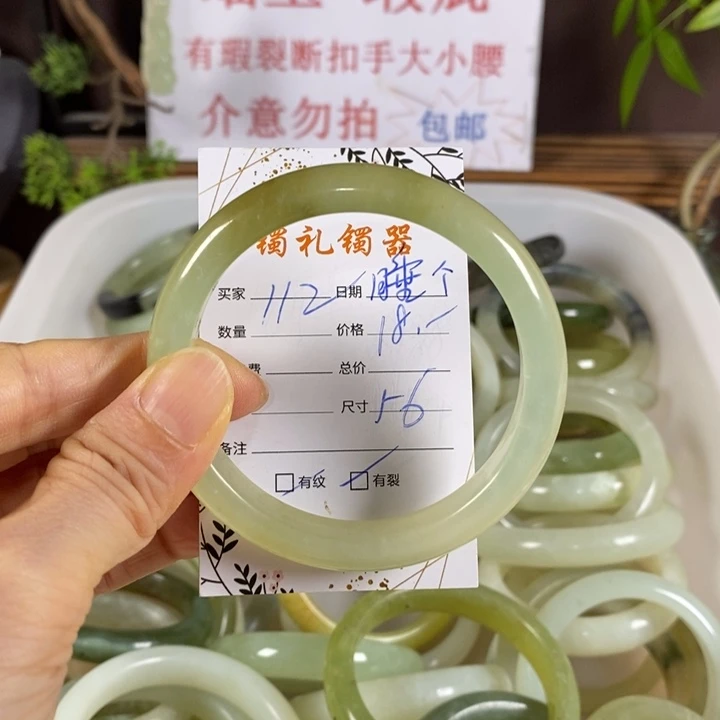 有瑕裂断扣手大小腰
介意勿拍 包邮
镯礼镯器
买家 112 日期
数量 价格 18.-
费 总价
尺寸 56
备注
有纹 有裂